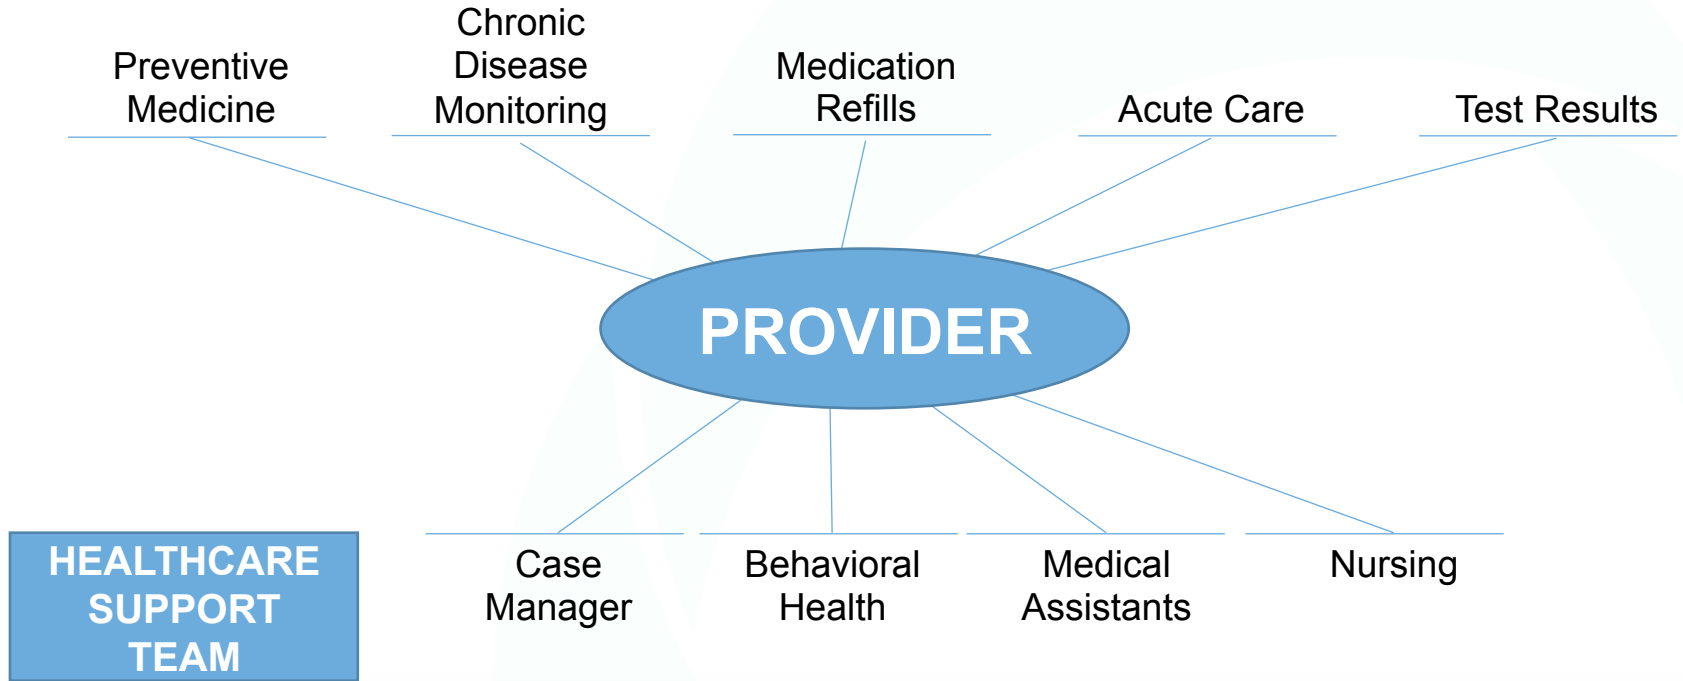 Preventive
Medicine
Chronic
Disease
Monitoring
Medication
Refills
Acute Care
Test Results
PROVIDER
HEALTHCARE
SUPPORT
TEAM
Case
Manager
Behavioral
Health
Medical
Assistants
Nursing